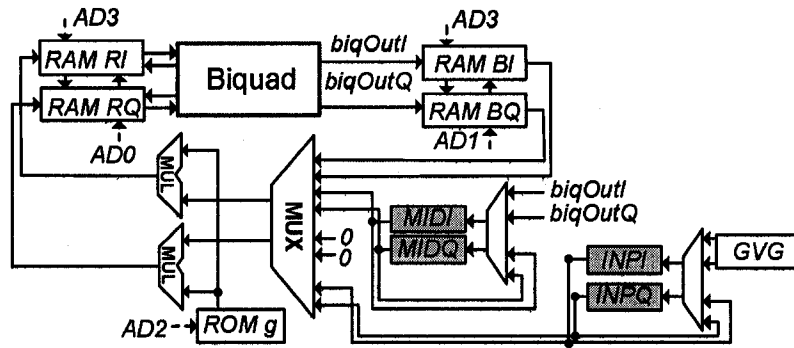 AD3
AD3
RAM RI
biqOutI
RAM BI
Biquad
RAM RQ
biqOutQ
RAM BQ
AD0
AD1
MUL
MUX
biqOutI
MIDI
biqOutQ
MIDQ
0
0
GVG
INPI
MUL
INPQ
AD2
ROM g